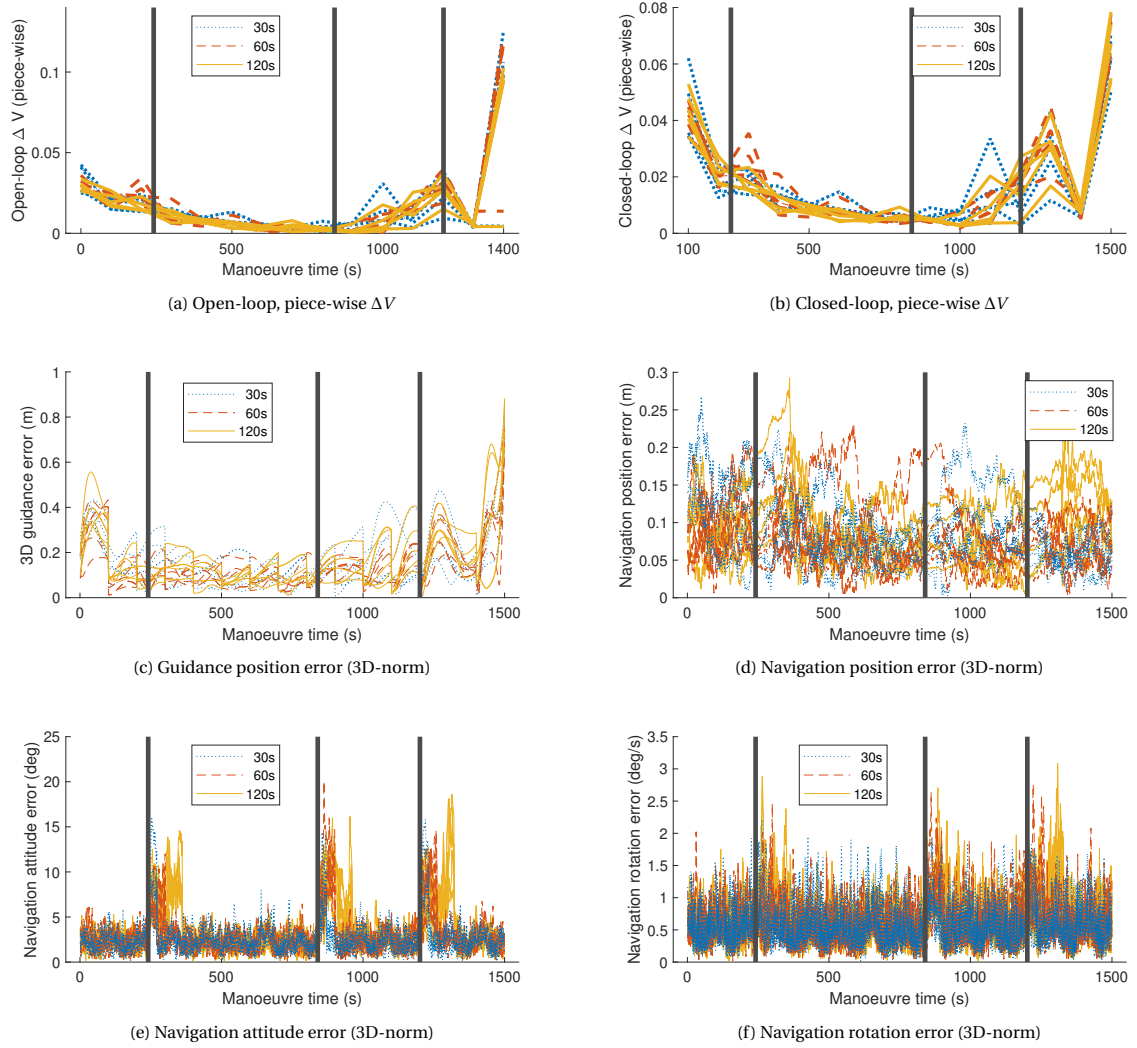 Open-loop Δ V (piece-wise)
0.1
0.05
0
0
500
1000
1400
Manoeuvre time (s)
30s
60s
120s
(a) Open-loop, piece-wise ΔV
Closed-loop Δ V (piece-wise)
0.08
0.06
0.04
0.02
0
100
500
1000
1500
Manoeuvre time (s)
30s
60s
120s
(b) Closed-loop, piece-wise ΔV
3D guidance error (m)
1
0.8
0.6
0.4
0.2
0
0
500
1000
1500
Manoeuvre time (s)
30s
60s
120s
(c) Guidance position error (3D-norm)
Navigation position error (m)
0.3
0.25
0.2
0.15
0.1
0.05
0
0
500
1000
1500
Manoeuvre time (s)
30s
60s
120s
(d) Navigation position error (3D-norm)
Navigation attitude error (deg)
25
20
15
10
5
0
0
500
1000
1500
Manoeuvre time (s)
30s
60s
120s
(e) Navigation attitude error (3D-norm)
Navigation rotation error (deg/s)
3.5
3
2.5
2
1.5
1
0.5
0
0
500
1000
1500
Manoeuvre time (s)
30s
60s
120s
(f) Navigation rotation error (3D-norm)